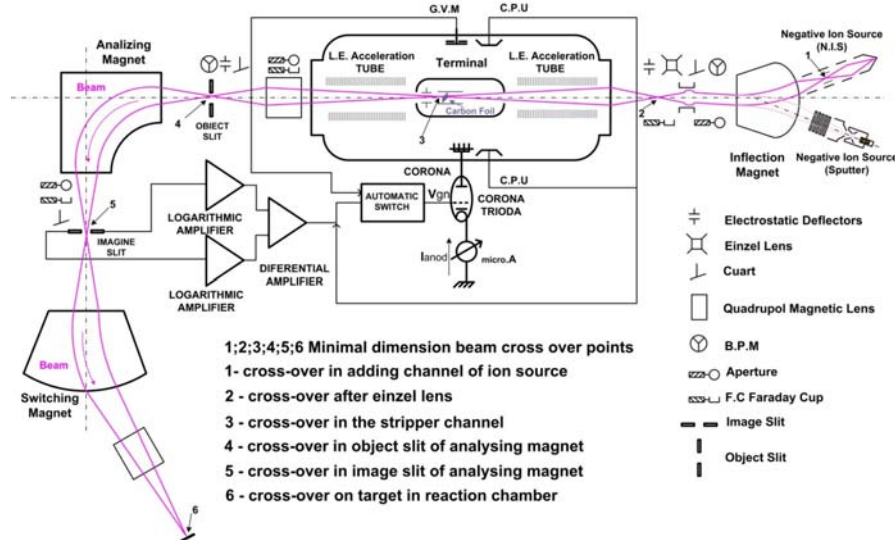 G.V.M
C.P.U
Negative Ion Source
(N.I.S)
1
Analizing
Magnet
L.E. Acceleration
TUBE
Terminal
L.E. Acceleration
TUBE
Beam
4
OBJECT
SLIT
3
Carbon Foil
2
Inflection
Magnet
Negative Ion Source
(Sputter)
CORONA
C.P.U
5
IMAGINE
SLIT
LOGARITHMIC
AMPLIFIER
AUTOMATIC
SWITCH
Vgn
CORONA
TRIODA
LOGARITHMIC
AMPLIFIER
DIFERENTIAL
AMPLIFIER
Ianod
micro.A
Electrostatic Deflectors
Einzel Lens
Cuart
Quadrupol Magnetic Lens
B.P.M
Aperture
F.C Faraday Cup
Image Slit
Object Slit
Beam
Switching
Magnet
6
1;2;3;4;5;6 Minimal dimension beam cross over points
1- cross-over in adding channel of ion source
2 - cross-over after einzel lens
3 - cross-over in the stripper channel
4 - cross-over in object slit of analysing magnet
5 - cross-over in image slit of analysing magnet
6 - cross-over on target in reaction chamber